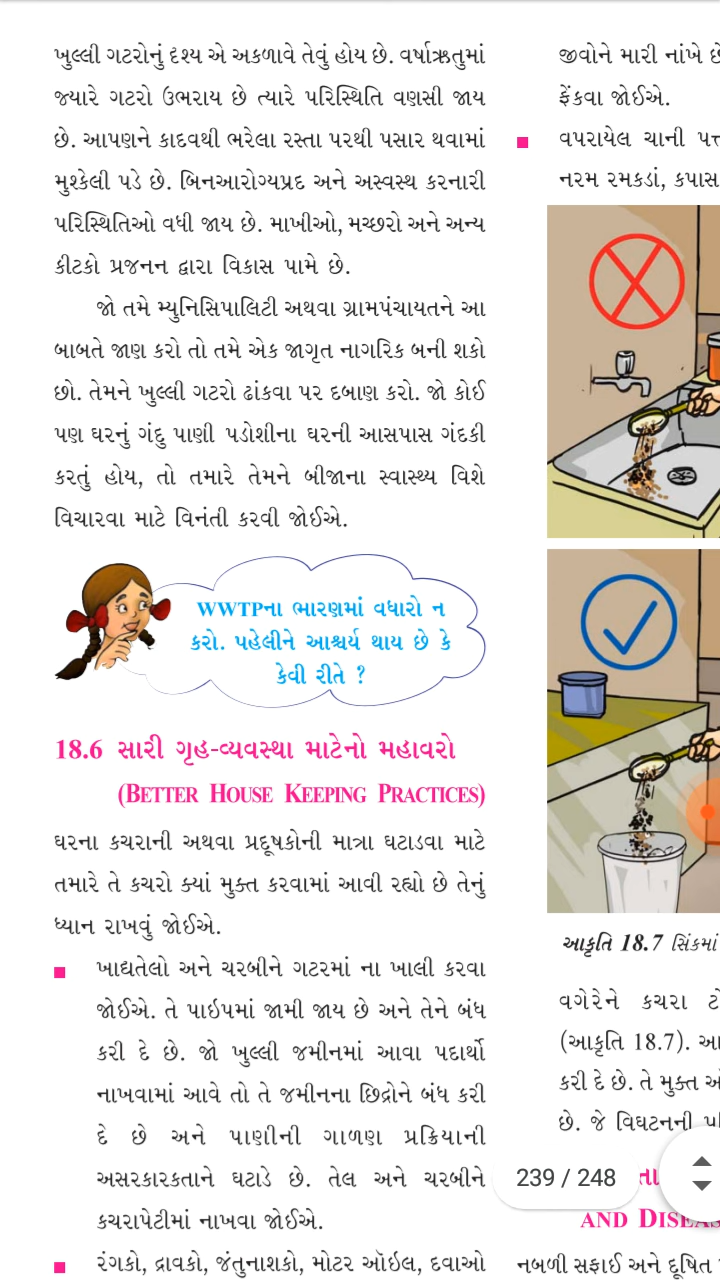 ખુલ્લી ગટરોનું દૃશ્ય એ અકળાવે તેવું હોય છે. વર્ષાઋતુમાં
જ્યારે ગટરો ઉભરાય છે ત્યારે પરિસ્થિતિ વણસી જાય
છે. આપણને કાદવથી ભરેલા રસ્તા પરથી પસાર થવામાં
મુશ્કેલી પડે છે. બિનઆરોગ્યપ્રદ અને અસ્વસ્થ કરનારી
પરિસ્થિતિઓ વધી જાય છે. માખીઓ, મચ્છરો અને અન્ય
કીટકો પ્રજનન દ્વારા વિકાસ પામે છે.
જો તમે મ્યુનિસિપાલિટી અથવા ગ્રામપંચાયતને આ
બાબતે જાણ કરો તો તમે એક જાગૃત નાગરિક બની શકો
છો. તેમને ખુલ્લી ગટરો ઢાંકવા પર દબાણ કરો. જો કોઈ
પણ ઘરનું ગંદુ પાણી પડોશીના ઘરની આસપાસ ગંદકી
કરતું હોય, તો તમારે તેમને બીજાના સ્વાસ્થ્ય વિશે
વિચારવા માટે વિનંતી કરવી જોઈએ.
WWTPના ભારણમાં વધારો ન
કરો. પહેલીને આશ્ચર્ય થાય છે કે
કેવી રીતે ?
18.6 સારી ગૃહ-વ્યવસ્થા માટેનો મહાવરો
(BETTER HOUSE KEEPING PRACTICES)
ઘરના કચરાની અથવા પ્રદૂષકોની માત્રા ઘટાડવા માટે
તમારે તે કચરો ક્યાં મુક્ત કરવામાં આવી રહ્યો છે તેનું
ધ્યાન રાખવું જોઈએ.
ખાદ્યતેલો અને ચરબીને ગટરમાં ના ખાલી કરવા
જોઈએ. તે પાઇપમાં જામી જાય છે અને તેને બંધ
કરી દે છે. જો ખુલ્લી જમીનમાં આવા પદાર્થો
નાખવામાં આવે તો તે જમીનના છિદ્રોને બંધ કરી
દે છે અને પાણીની ગાળણ પ્રક્રિયાની
અસરકારકતાને ઘટાડે છે. તેલ અને ચરબીને
કચરાપેટીમાં નાખવા જોઈએ.
રંગકો, દ્રાવકો, જંતુનાશકો, મોટર ઑઇલ, દવાઓ
જીવોને મારી નાંખે છે
ફેંકવા જોઈએ.
વપરાયેલ ચાની
નરમ રમકડાં, કપાસ
આકૃતિ 18.7 સિંકમાં
વગેરેને કચરા
(આકૃતિ 18.7).
કરી દે છે. તે મુક્ત
છે. જે વિઘટનની
239 / 248
AND
નબળી સફાઈ અને દૂષિત